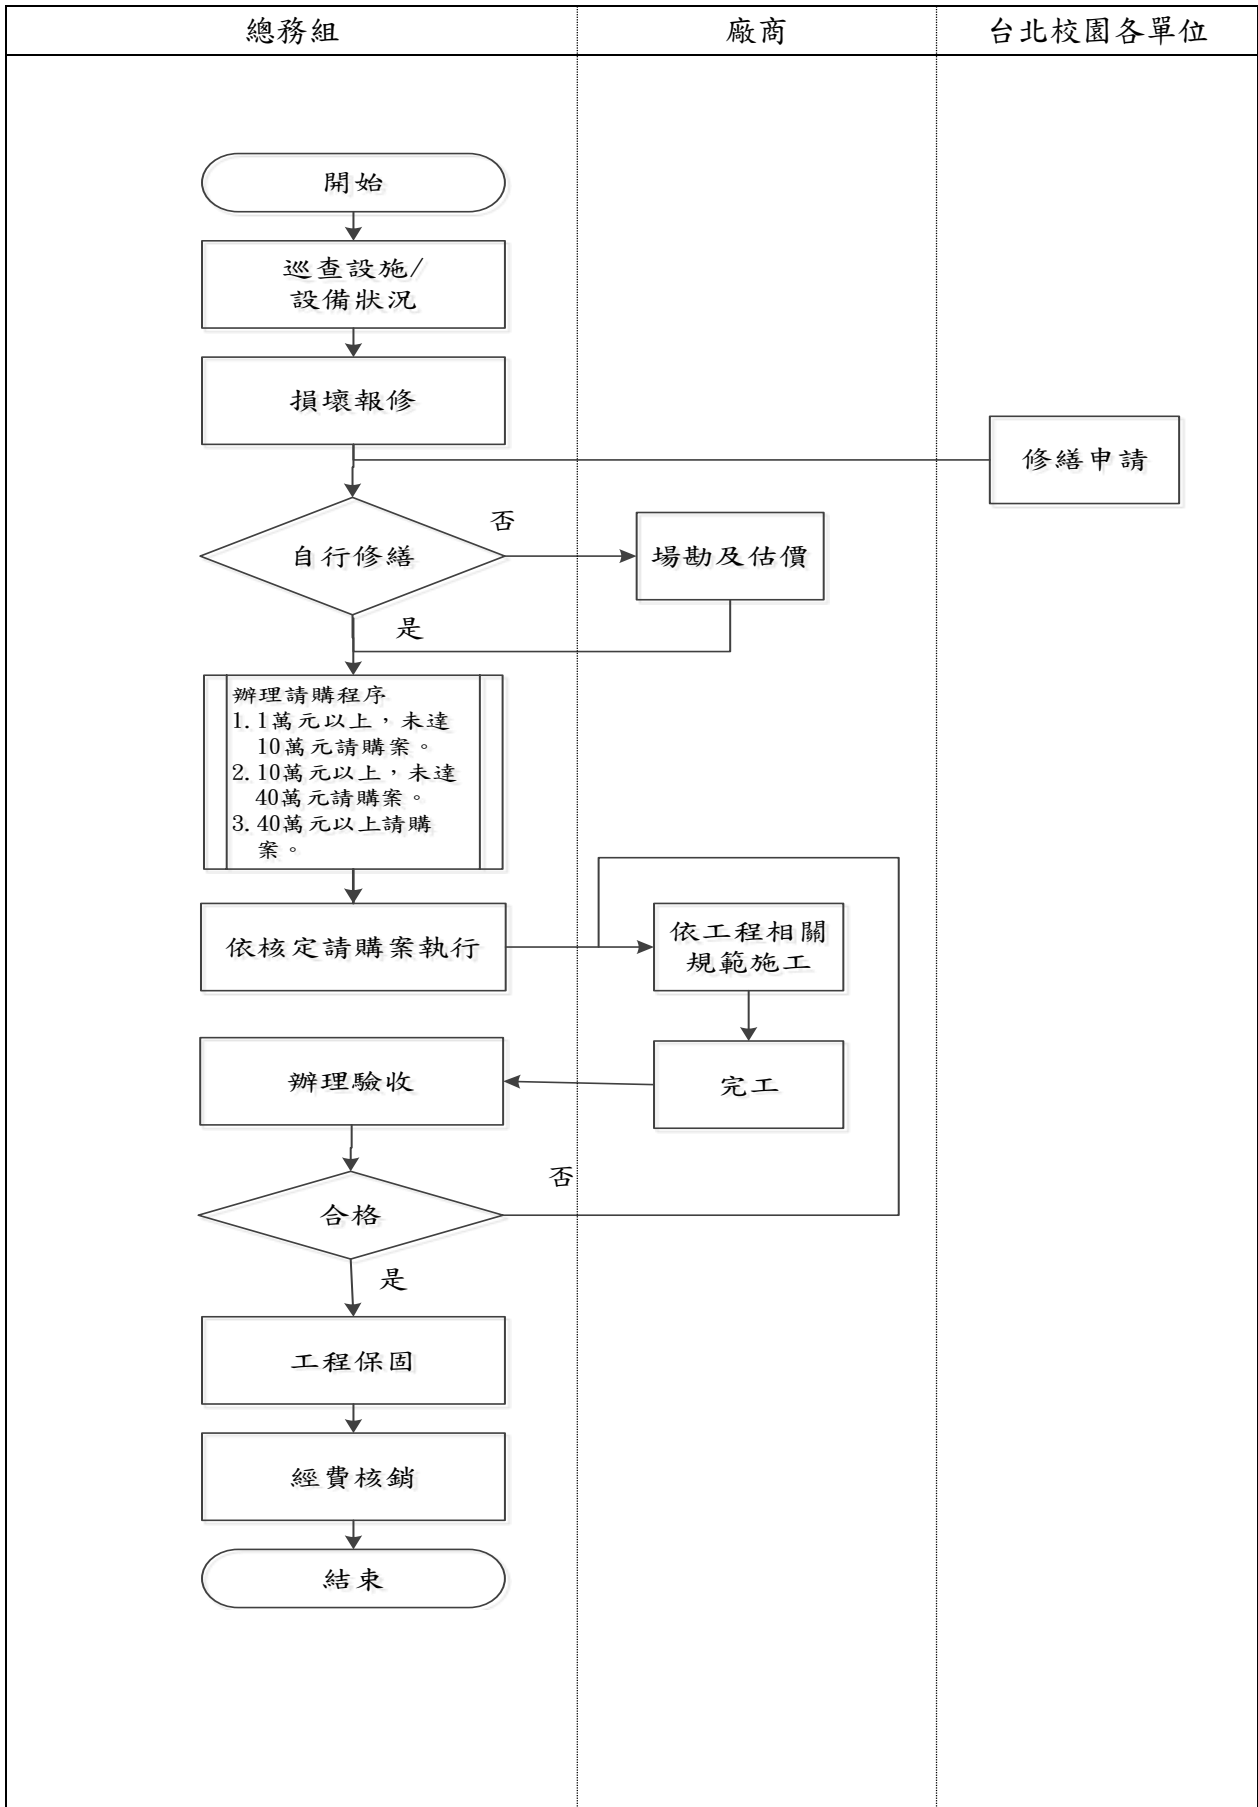 總務組
廠商
台北校園各單位
開始
巡查設施/
設備狀況
損壞報修
修繕申請
自行修繕
否
場勘及估價
是
辦理請購程序
1.1萬元以上，未達
10萬元請購案。
2.10萬元以上，未達
40萬元請購案。
3.40萬元以上請購
案。
依核定請購案執行
依工程相關
規範施工
辦理驗收
完工
合格
否
是
工程保固
經費核銷
結束